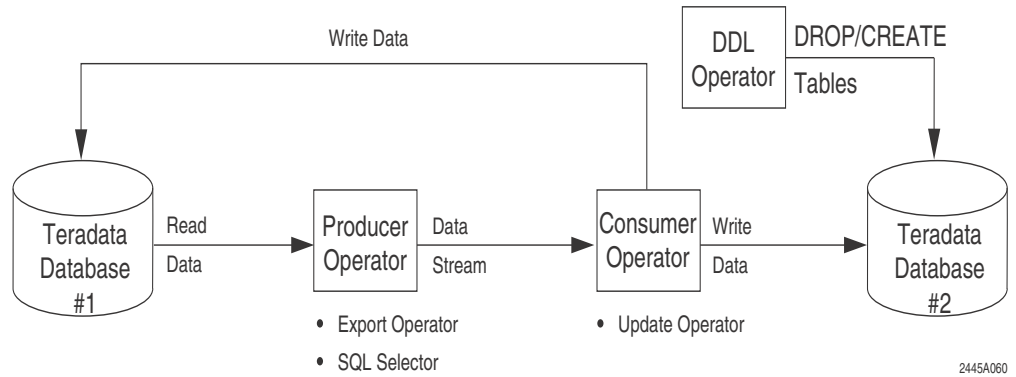 Write Data
DDL
Operator
DROP/CREATE
Tables
Teradata
Database
#1
Read
Data
Producer
Operator
Data
Stream
Consumer
Operator
Write
Data
Teradata
Database
#2
• Export Operator
• SQL Selector
• Update Operator
2445A060